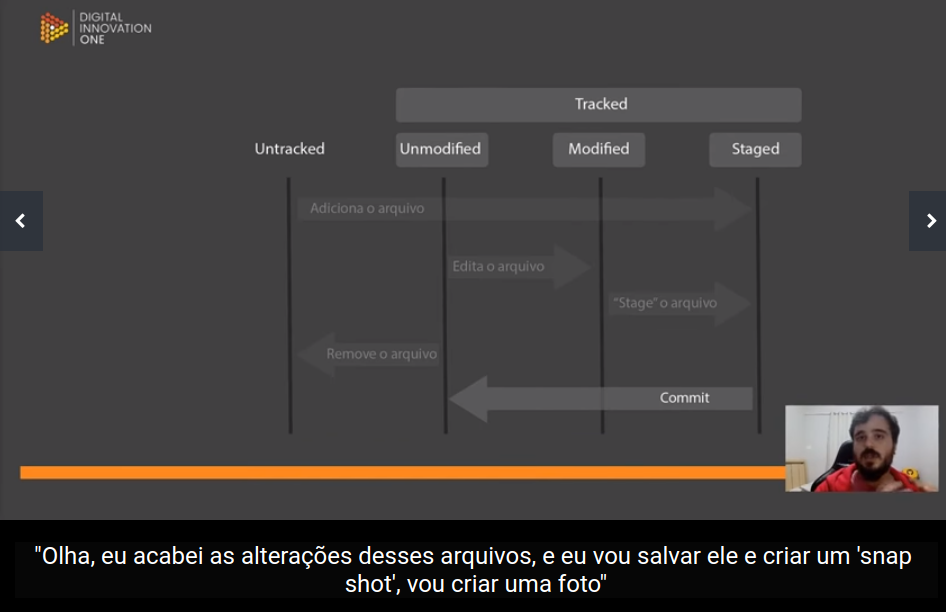 DIGITAL
INNOVATION
ONE
Tracked
Untracked
Unmodified
Modified
Staged
Adiciona o arquivo
Edita o arquivo
"Stage" o arquivo
Remove o arquivo
Commit
"Olha, eu acabei as alterações desses arquivos, e eu vou salvar ele e criar um 'snap
shot', vou criar uma foto"